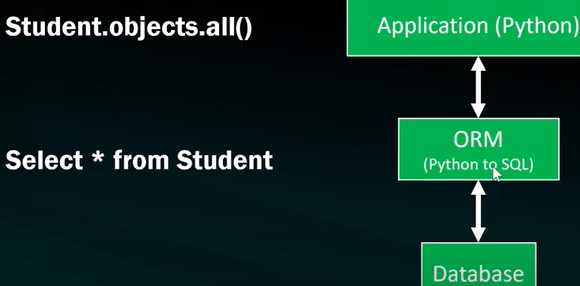 Student.objects.all()
Application (Python)
ORM
(Python to SQL)
Select * from Student
Database